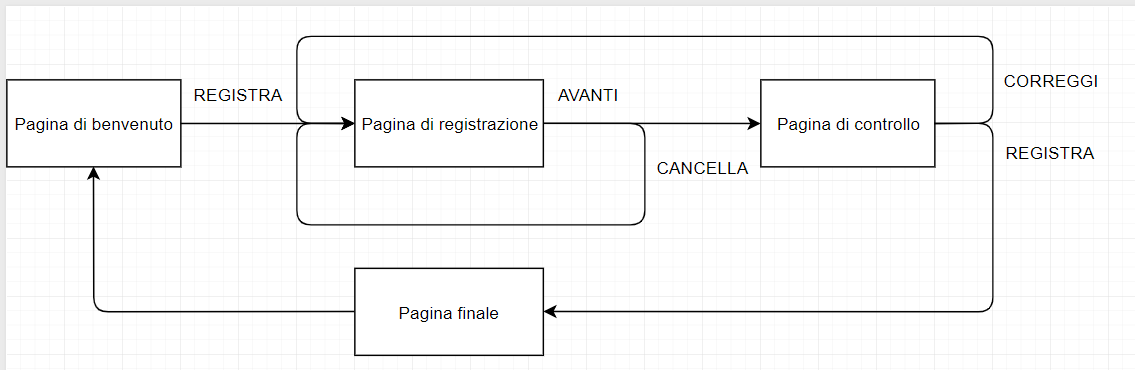 REGISTRA
AVANTI
CORREGGI
Pagina di benvenuto
Pagina di registrazione
Pagina di controllo
REGISTRA
CANCELLA
Pagina finale